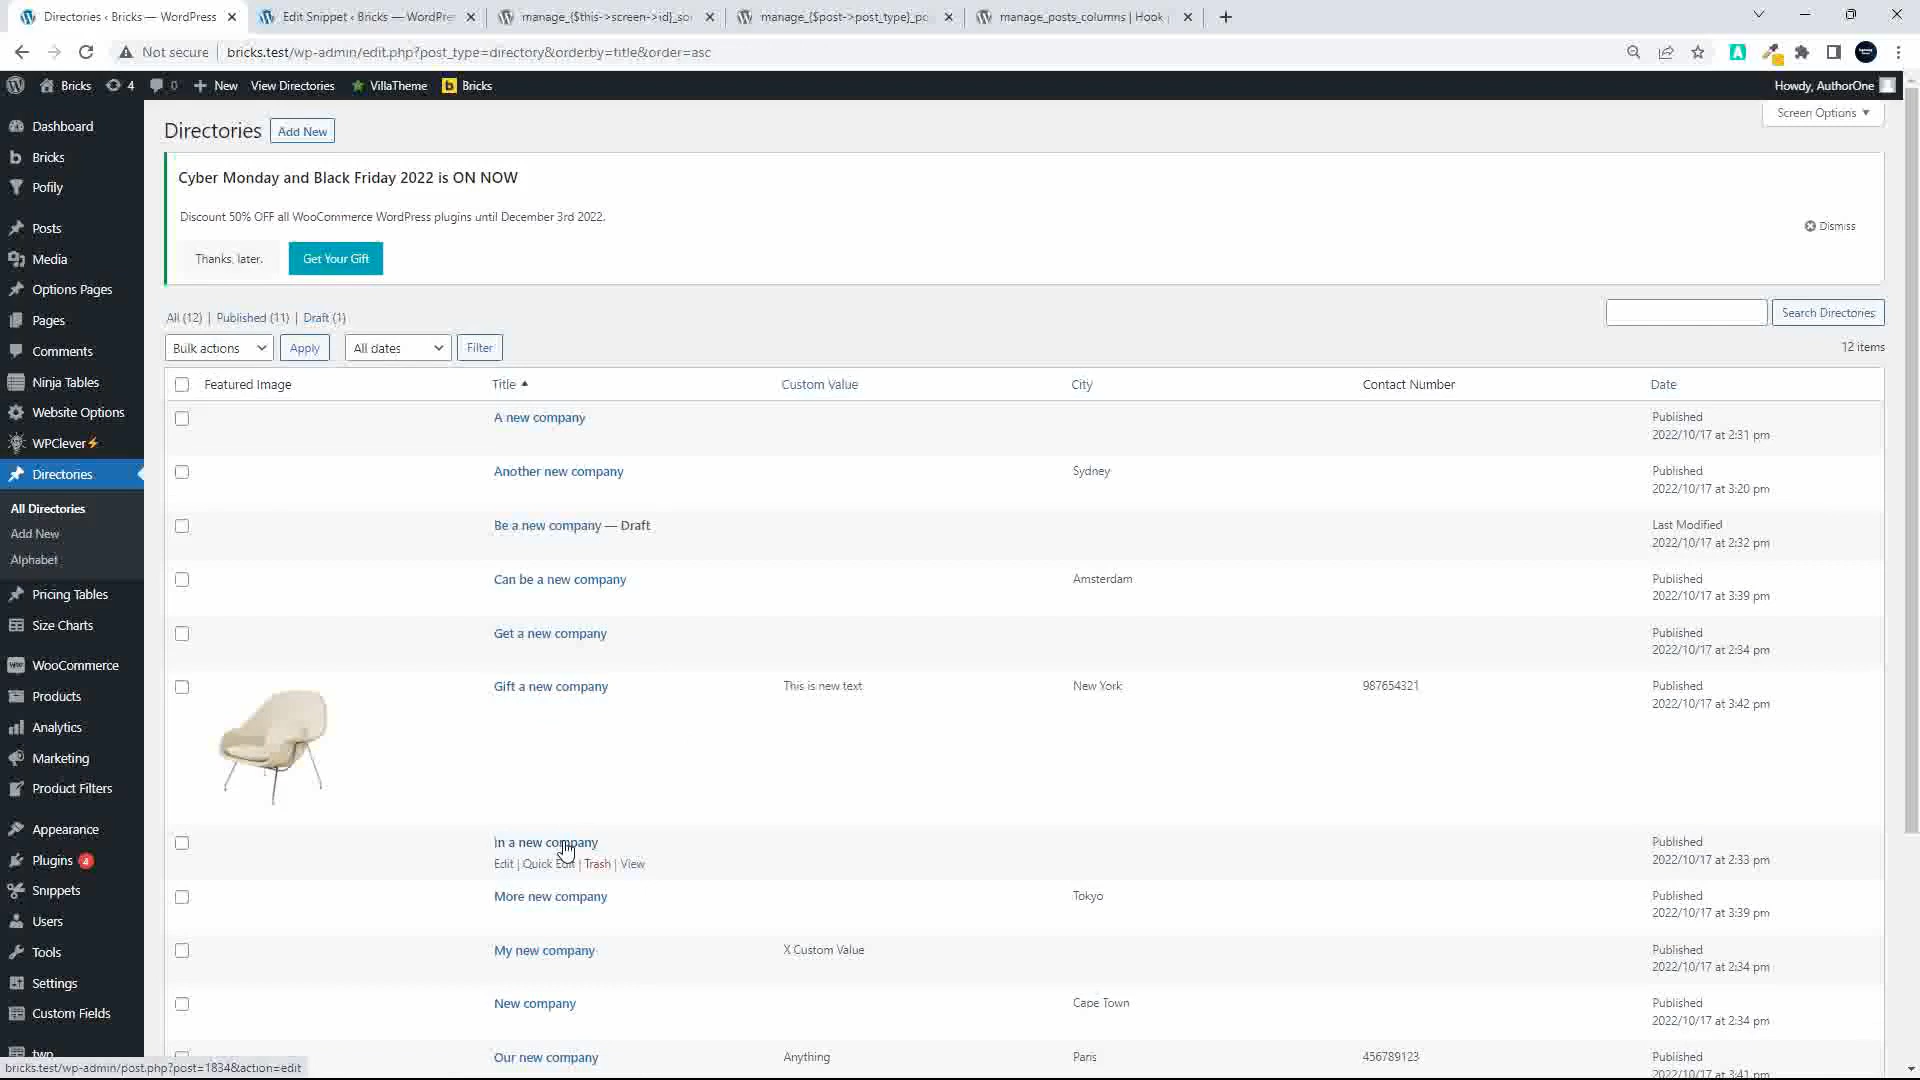 Directories ‹ Bricks — WordPress
Edit Snippet ‹ Bricks — WordPre
manage_{$this->screen->id}_so
manage_{$post->post_type}_po
manage_posts_columns | Hook
Not secure
bricks.test/wp-admin/edit.php?post_type=directory&orderby=title&order=asc
Bricks
4
0
New
View Directories
VillaTheme
b
Bricks
Howdy, AuthorOne
Dashboard
b Bricks
Pofily
Posts
Media
Options Pages
Pages
Comments
Ninja Tables
Website Options
WPClever⚡
Directories
All Directories
Add New
Alphabet
Pricing Tables
Size Charts
WooCommerce
Products
Analytics
Marketing
Product Filters
Appearance
Plugins 4
Snippets
Users
Tools
Settings
Custom Fields
two
Directories
Add New
Screen Options
Cyber Monday and Black Friday 2022 is ON NOW
Discount 50% OFF all WooCommerce WordPress plugins until December 3rd 2022.
Dismiss
Thanks, later.
Get Your Gift
All (12) | Published (11) | Draft (1)
Search Directories
Bulk actions
Apply
All dates
Filter
12 items
Featured Image Title Custom Value City Contact Number Date
A new company Published
2022/10/17 at 2:31 pm
Another new company Sydney Published
2022/10/17 at 3:20 pm
Be a new company — Draft Last Modified
2022/10/17 at 2:32 pm
Can be a new company Amsterdam Published
2022/10/17 at 3:39 pm
Get a new company Published
2022/10/17 at 2:34 pm
Gift a new company This is new text New York 987654321 Published
2022/10/17 at 3:42 pm
In a new company Published
Edit | Quick Edit | Trash | View
2022/10/17 at 2:33 pm
More new company Tokyo Published
2022/10/17 at 3:39 pm
My new company X Custom Value Published
2022/10/17 at 2:34 pm
New company Cape Town Published
2022/10/17 at 2:34 pm
Our new company Anything Paris 456789123 Published
2022/10/17 at 3:41 pm
bricks.test/wp-admin/post.php?post=1834&action=edit